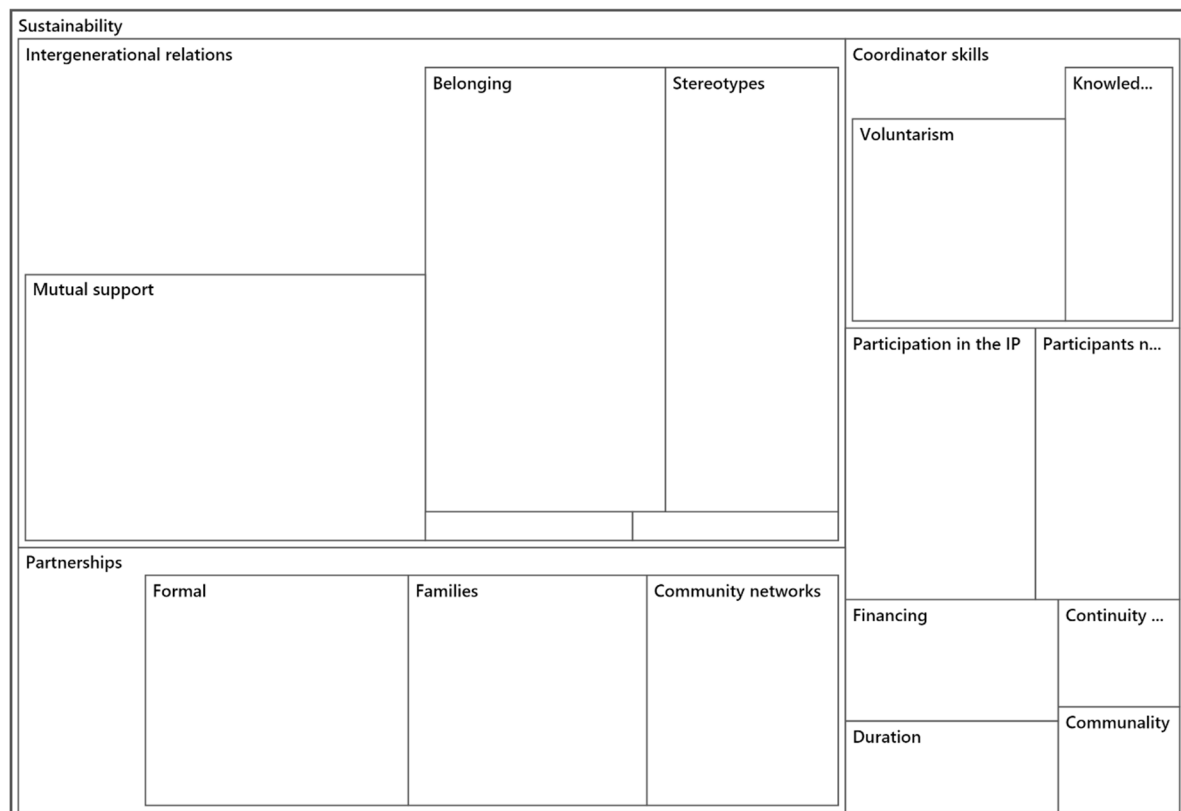 Sustainability
Intergenerational relations
Belonging
Stereotypes
Mutual support
Coordinator skills
Knowled...
Voluntarism
Participation in the IP
Participants n...
Partnerships
Formal
Families
Community networks
Financing
Continuity ...
Duration
Communality